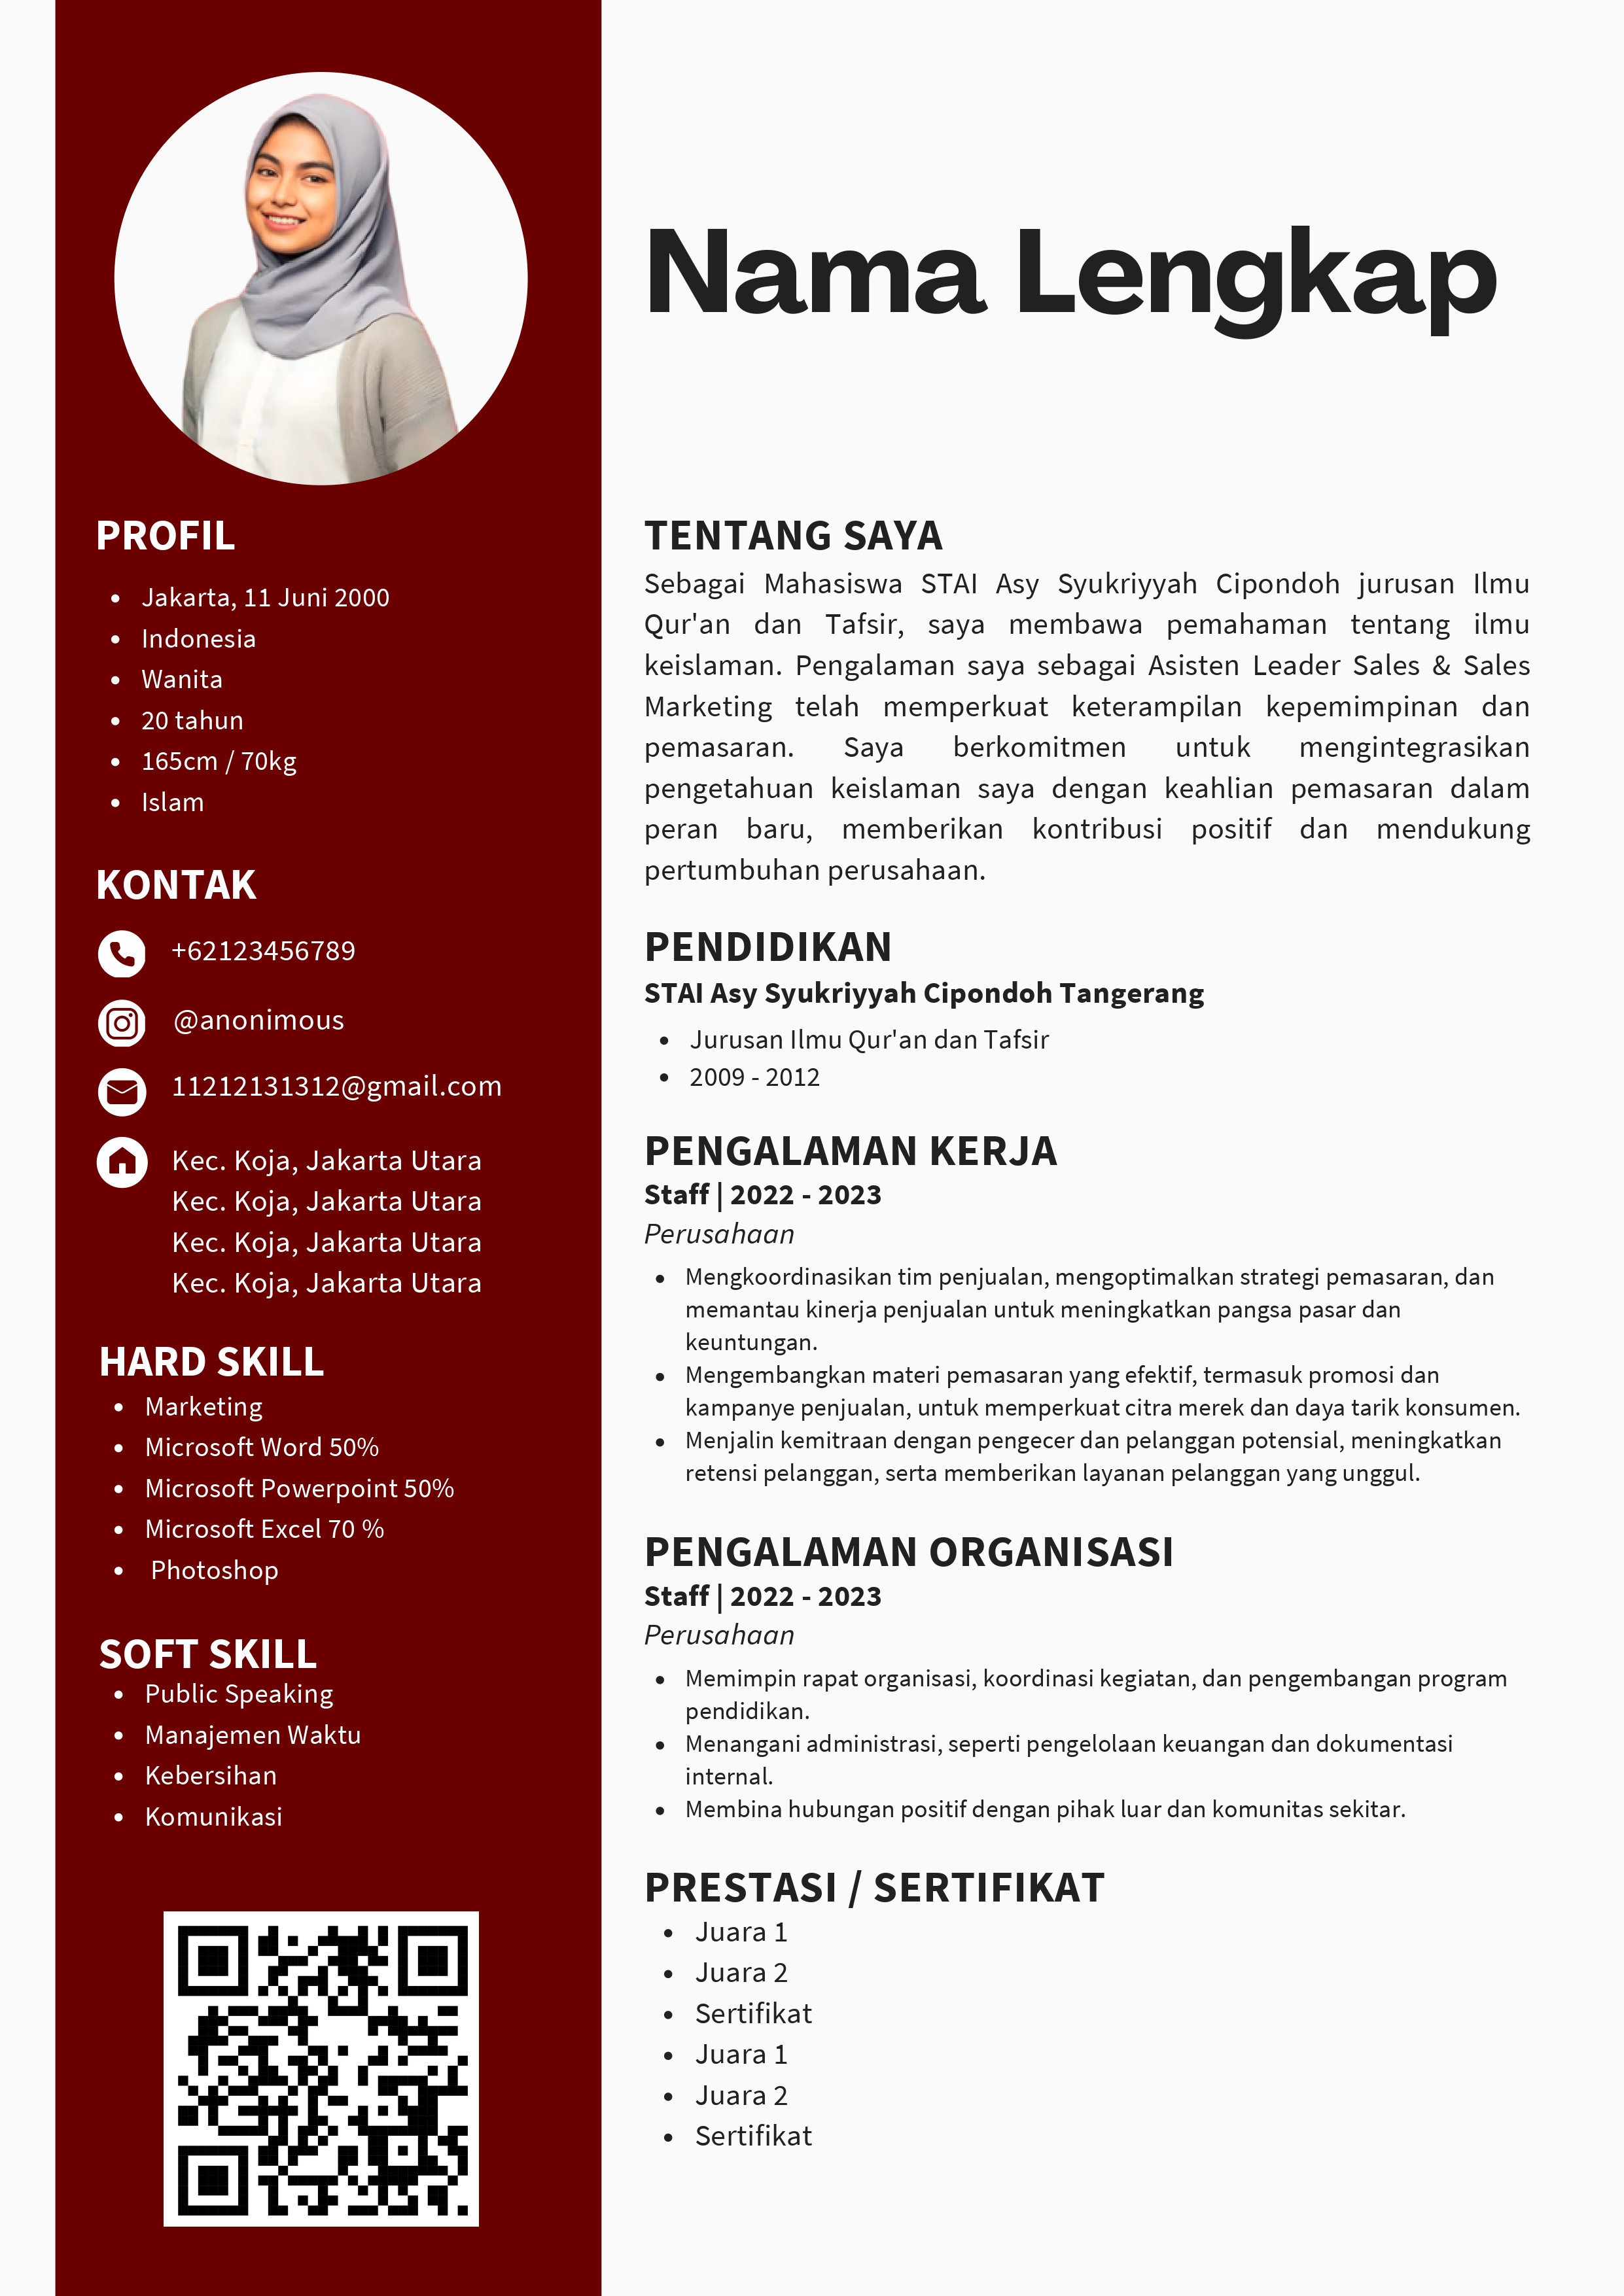 Nama Lengkap
PROFIL
Jakarta, 11 Juni 2000
Indonesia
Wanita
20 tahun
165cm / 70kg
Islam
KONTAK
+62123456789
@anonimous
11212131312@gmail.com
Kec. Koja, Jakarta Utara
Kec. Koja, Jakarta Utara
Kec. Koja, Jakarta Utara
Kec. Koja, Jakarta Utara
HARD SKILL
Marketing
Microsoft Word 50%
Microsoft Powerpoint 50%
Microsoft Excel 70 %
Photoshop
SOFT SKILL
Public Speaking
Manajemen Waktu
Kebersihan
Komunikasi
TENTANG SAYA
Sebagai Mahasiswa STAI Asy Syukriyyah Cipondoh jurusan Ilmu
Qur'an dan Tafsir, saya membawa pemahaman tentang ilmu
keislaman. Pengalaman saya sebagai Asisten Leader Sales & Sales
Marketing telah memperkuat keterampilan kepemimpinan dan
pemasaran. Saya berkomitmen untuk mengintegrasikan
pengetahuan keislaman saya dengan keahlian pemasaran dalam
peran baru, memberikan kontribusi positif dan mendukung
pertumbuhan perusahaan.
PENDIDIKAN
STAI Asy Syukriyyah Cipondoh Tangerang
Jurusan Ilmu Qur'an dan Tafsir
2009 - 2012
PENGALAMAN KERJA
Staff | 2022 - 2023
Perusahaan
Mengkoordinasikan tim penjualan, mengoptimalkan strategi pemasaran, dan
memantau kinerja penjualan untuk meningkatkan pangsa pasar dan
keuntungan.
Mengembangkan materi pemasaran yang efektif, termasuk promosi dan
kampanye penjualan, untuk memperkuat citra merek dan daya tarik konsumen.
Menjalin kemitraan dengan pengecer dan pelanggan potensial, meningkatkan
retensi pelanggan, serta memberikan layanan pelanggan yang unggul.
PENGALAMAN ORGANISASI
Staff | 2022 - 2023
Perusahaan
Memimpin rapat organisasi, koordinasi kegiatan, dan pengembangan program
pendidikan.
Menangani administrasi, seperti pengelolaan keuangan dan dokumentasi
internal.
Membina hubungan positif dengan pihak luar dan komunitas sekitar.
PRESTASI / SERTIFIKAT
Juara 1
Juara 2
Sertifikat
Juara 1
Juara 2
Sertifikat